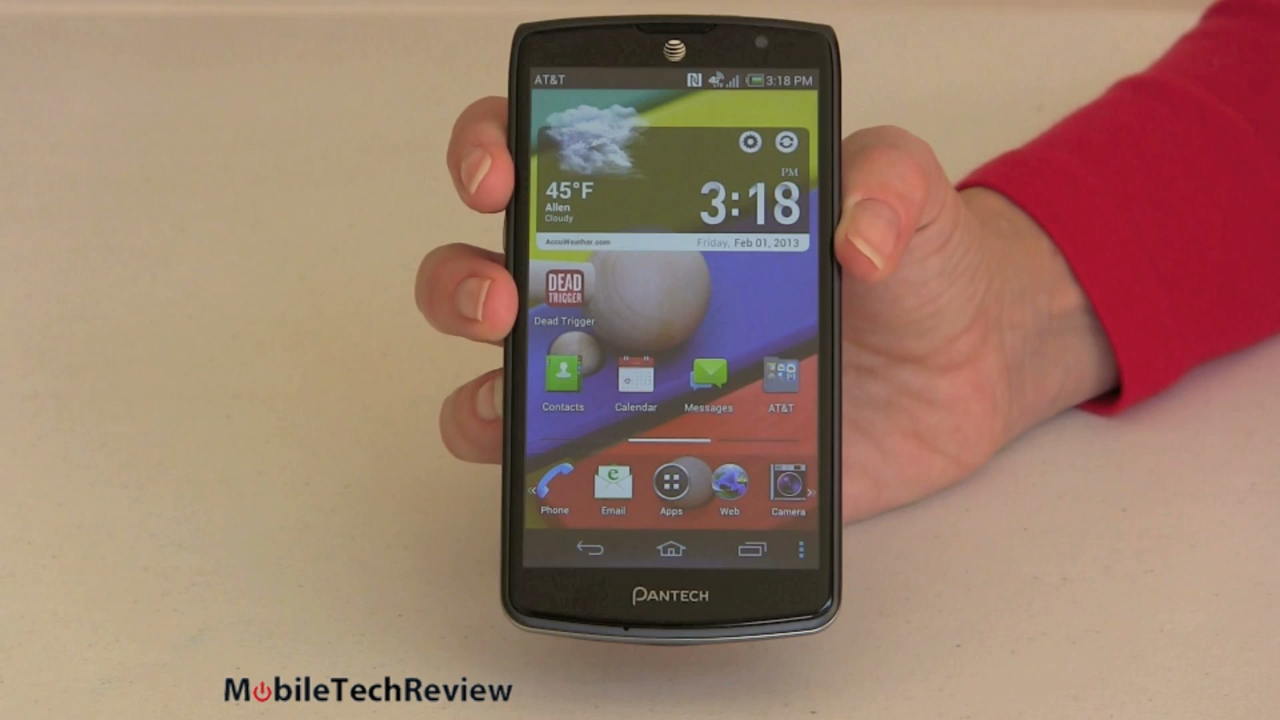 AT&T 3:18 PM
PM
45°F 3:18
Allen
Cloudy
AccuWeather.com Friday, Feb 01, 2013
DEAD
TRIGGER
Dead Trigger
Contacts Calendar Messages AT&T
Phone Email Apps Web Camera
PANTECH
MobileTechReview